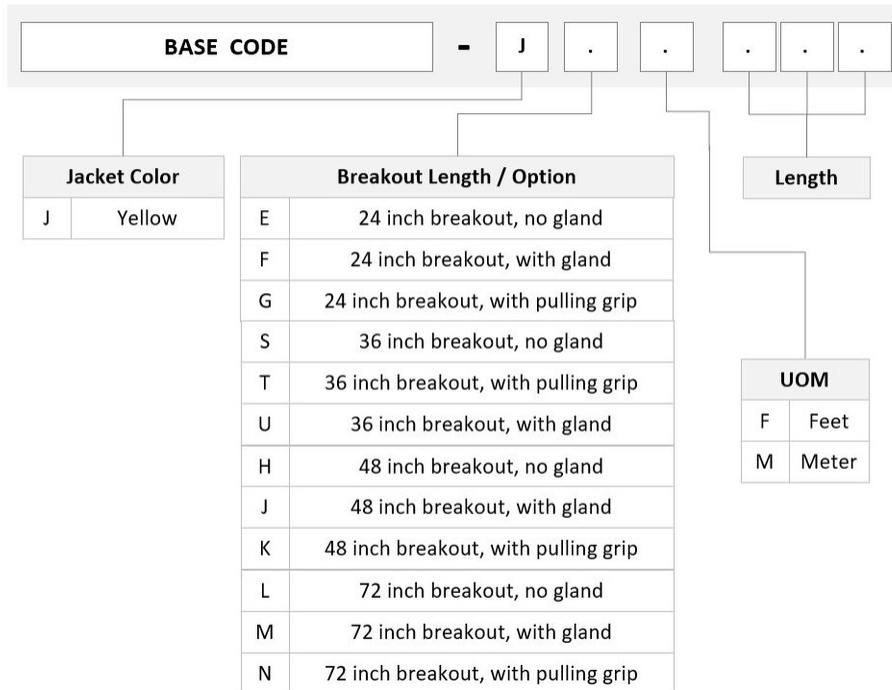 BASE CODE - J . . . . .
Jacket Color
J Yellow
Breakout Length / Option
E 24 inch breakout, no gland
F 24 inch breakout, with gland
G 24 inch breakout, with pulling grip
S 36 inch breakout, no gland
T 36 inch breakout, with pulling grip
U 36 inch breakout, with gland
H 48 inch breakout, no gland
J 48 inch breakout, with gland
K 48 inch breakout, with pulling grip
L 72 inch breakout, no gland
M 72 inch breakout, with gland
N 72 inch breakout, with pulling grip
Length
UOM
F Feet
M Meter